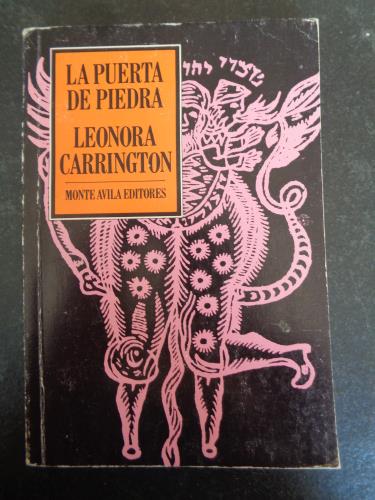 LA PUERTA
DE PIEDRA
LEONORA
CARRINGTON
MONTE AVILA EDITORES